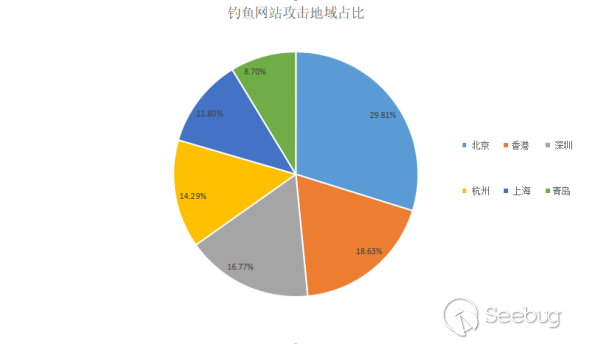 钓鱼网站攻击地域占比
8.70%
29.81%
11.80%
14.29%
18.63%
16.77%
北京 香港 深圳
杭州 上海 青岛
Seebug